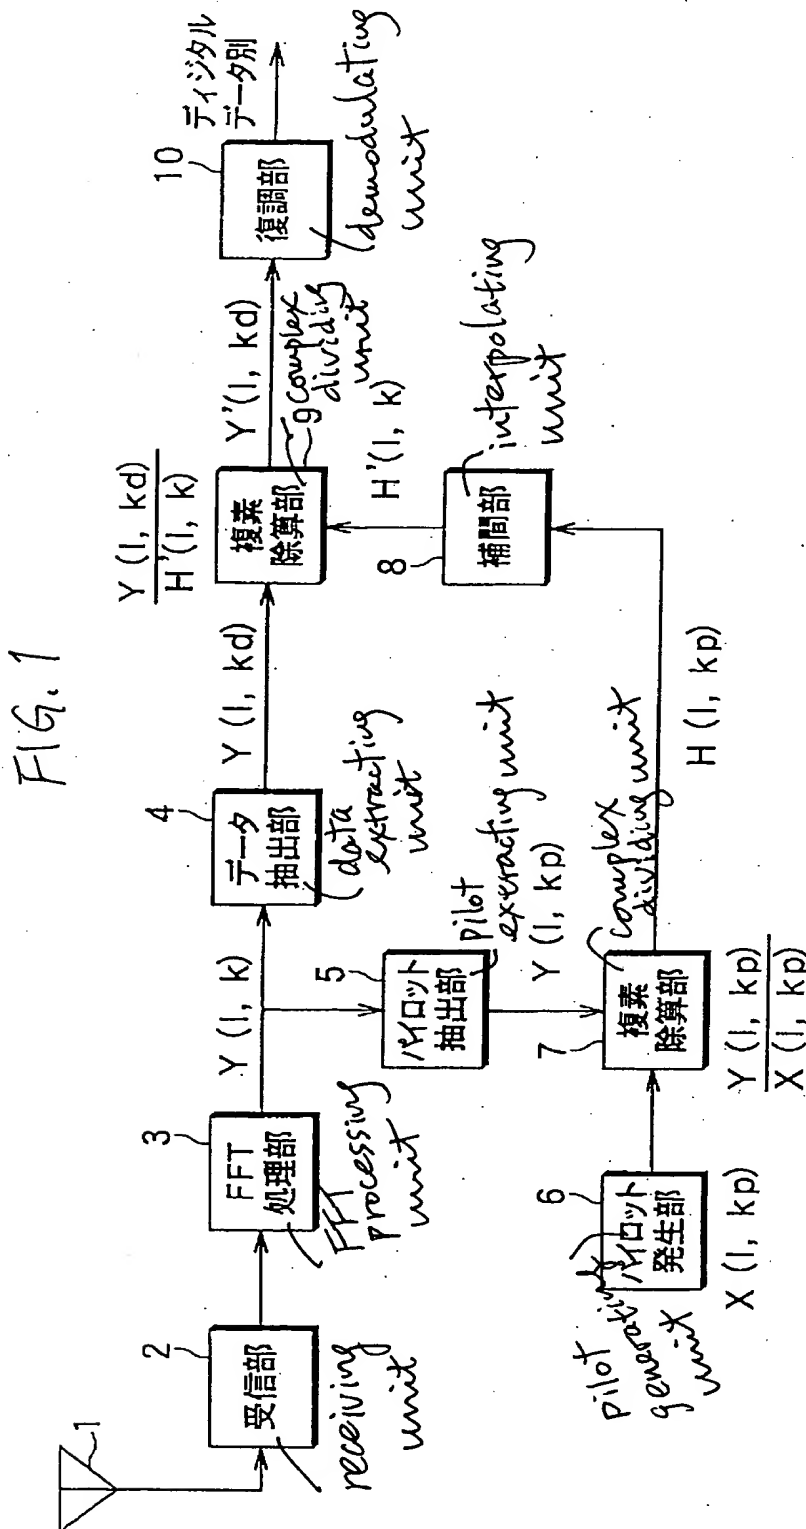 FIG. 1
1
2
受信部
receiving
unit
3
FFT
処理部
FFT
processing
unit
Y (l, k)
4
データ
抽出部
data
extracting
unit
Y (l, kd)
Y (l, kd)
H'(l, k)
複素
除算部
9
complex
dividing
unit
Y'(l, kd)
10
復調部
demodulating
unit
ディジタル
データ別
5
パイロット
抽出部
pilot
exeracting unit
Y (l, kp)
6
パイロット
発生部
pilot
generating
unit
X (l, kp)
7
複素
除算部
complex
dividing unit
Y (l, kp)
X (l, kp)
H (l, kp)
8
補間部
interpolating
unit
H'(l, k)